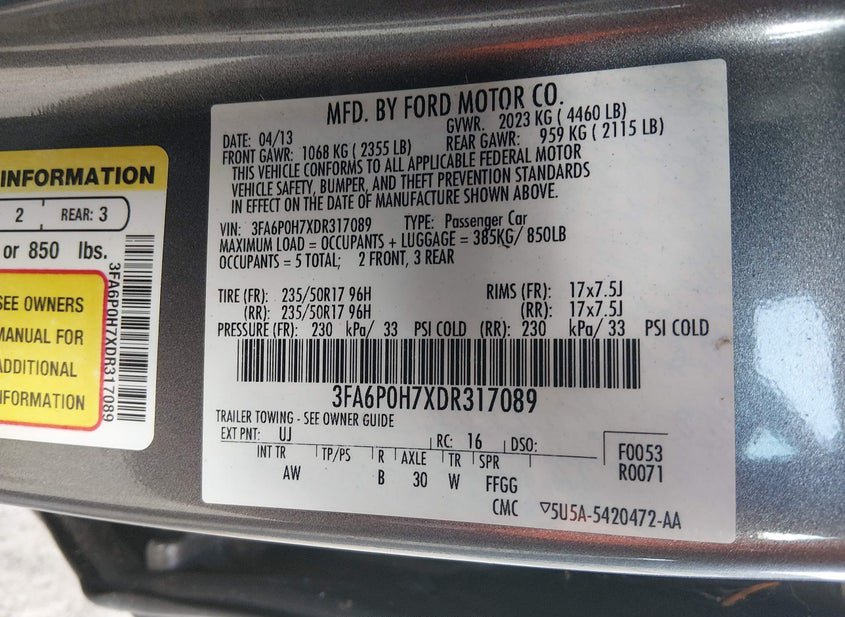 INFORMATION
2 REAR: 3
or 850 lbs.
SEE OWNERS
MANUAL FOR
ADDITIONAL
INFORMATION
3FA6P0H7XDR317089
MFD. BY FORD MOTOR CO.
DATE: 04/13 GVWR. 2023 KG ( 4460 LB)
FRONT GAWR: 1068 KG ( 2355 LB) REAR GAWR: 959 KG ( 2115 LB)
THIS VEHICLE CONFORMS TO ALL APPLICABLE FEDERAL MOTOR
VEHICLE SAFETY, BUMPER, AND THEFT PREVENTION STANDARDS
IN EFFECT ON THE DATE OF MANUFACTURE SHOWN ABOVE.
VIN: 3FA6P0H7XDR317089 TYPE: Passenger Car
MAXIMUM LOAD = OCCUPANTS + LUGGAGE = 385KG/ 850LB
OCCUPANTS = 5 TOTAL; 2 FRONT, 3 REAR
TIRE (FR): 235/50R17 96H RIMS (FR): 17x7.5J
(RR): 235/50R17 96H (RR): 17x7.5J
PRESSURE (FR): 230 kPa/ 33 PSI COLD (RR): 230 kPa/ 33 PSI COLD
3FA6P0H7XDR317089
TRAILER TOWING - SEE OWNER GUIDE
EXT PNT: UJ RC: 16 DSO: F0053
INT TR TP/PS R AXLE TR SPR R0071
AW B 30 W FFGG
CMC ▽5U5A-5420472-AA